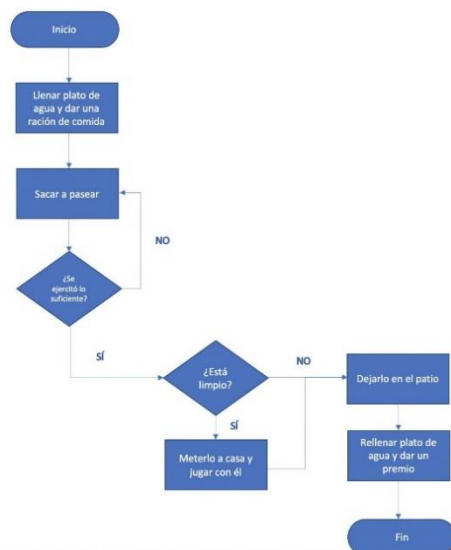 Inicio
Llenar plato de
agua y dar una
ración de comida
Sacar a pasear
NO
¿Se
ejercitó lo
suficiente?
SÍ
¿Está
limpio?
NO
Dejarlo en el patio
SÍ
Meterlo a casa y
jugar con él
Rellenar plato de
agua y dar un
premio
Fin